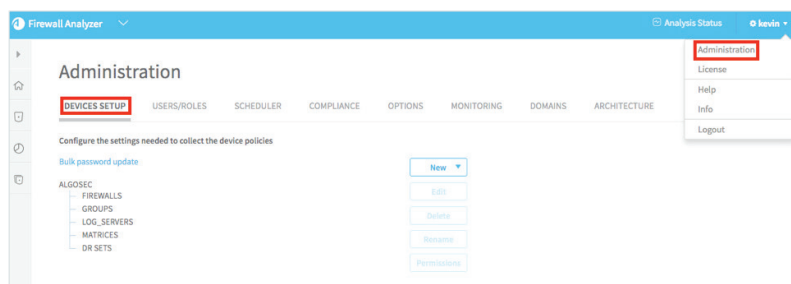 Firewall Analyzer
Analysis Status
kevin
Administration
License
Help
Info
Logout
Administration
DEVICES SETUP USERS/ROLES SCHEDULER COMPLIANCE OPTIONS MONITORING DOMAINS ARCHITECTURE
Configure the settings needed to collect the device policies
Bulk password update
New
Edit
Delete
Rename
Permissions
ALGOSEC
FIREWALLS
GROUPS
LOG_SERVERS
MATRICES
DR SETS